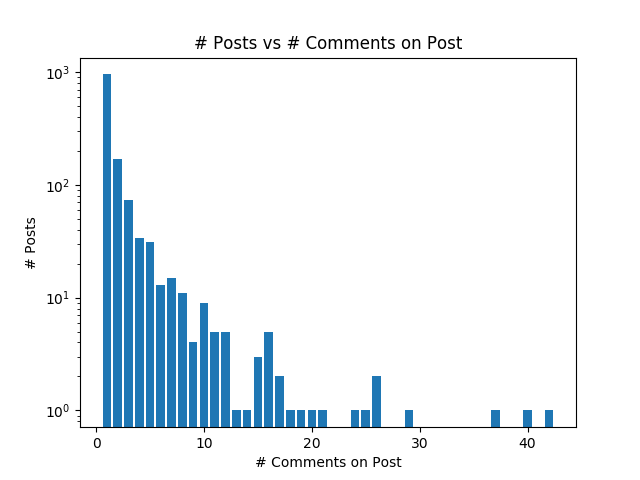 # Posts vs # Comments on Post
10³
10²
10¹
10⁰
# Posts
0 10 20 30 40
# Comments on Post